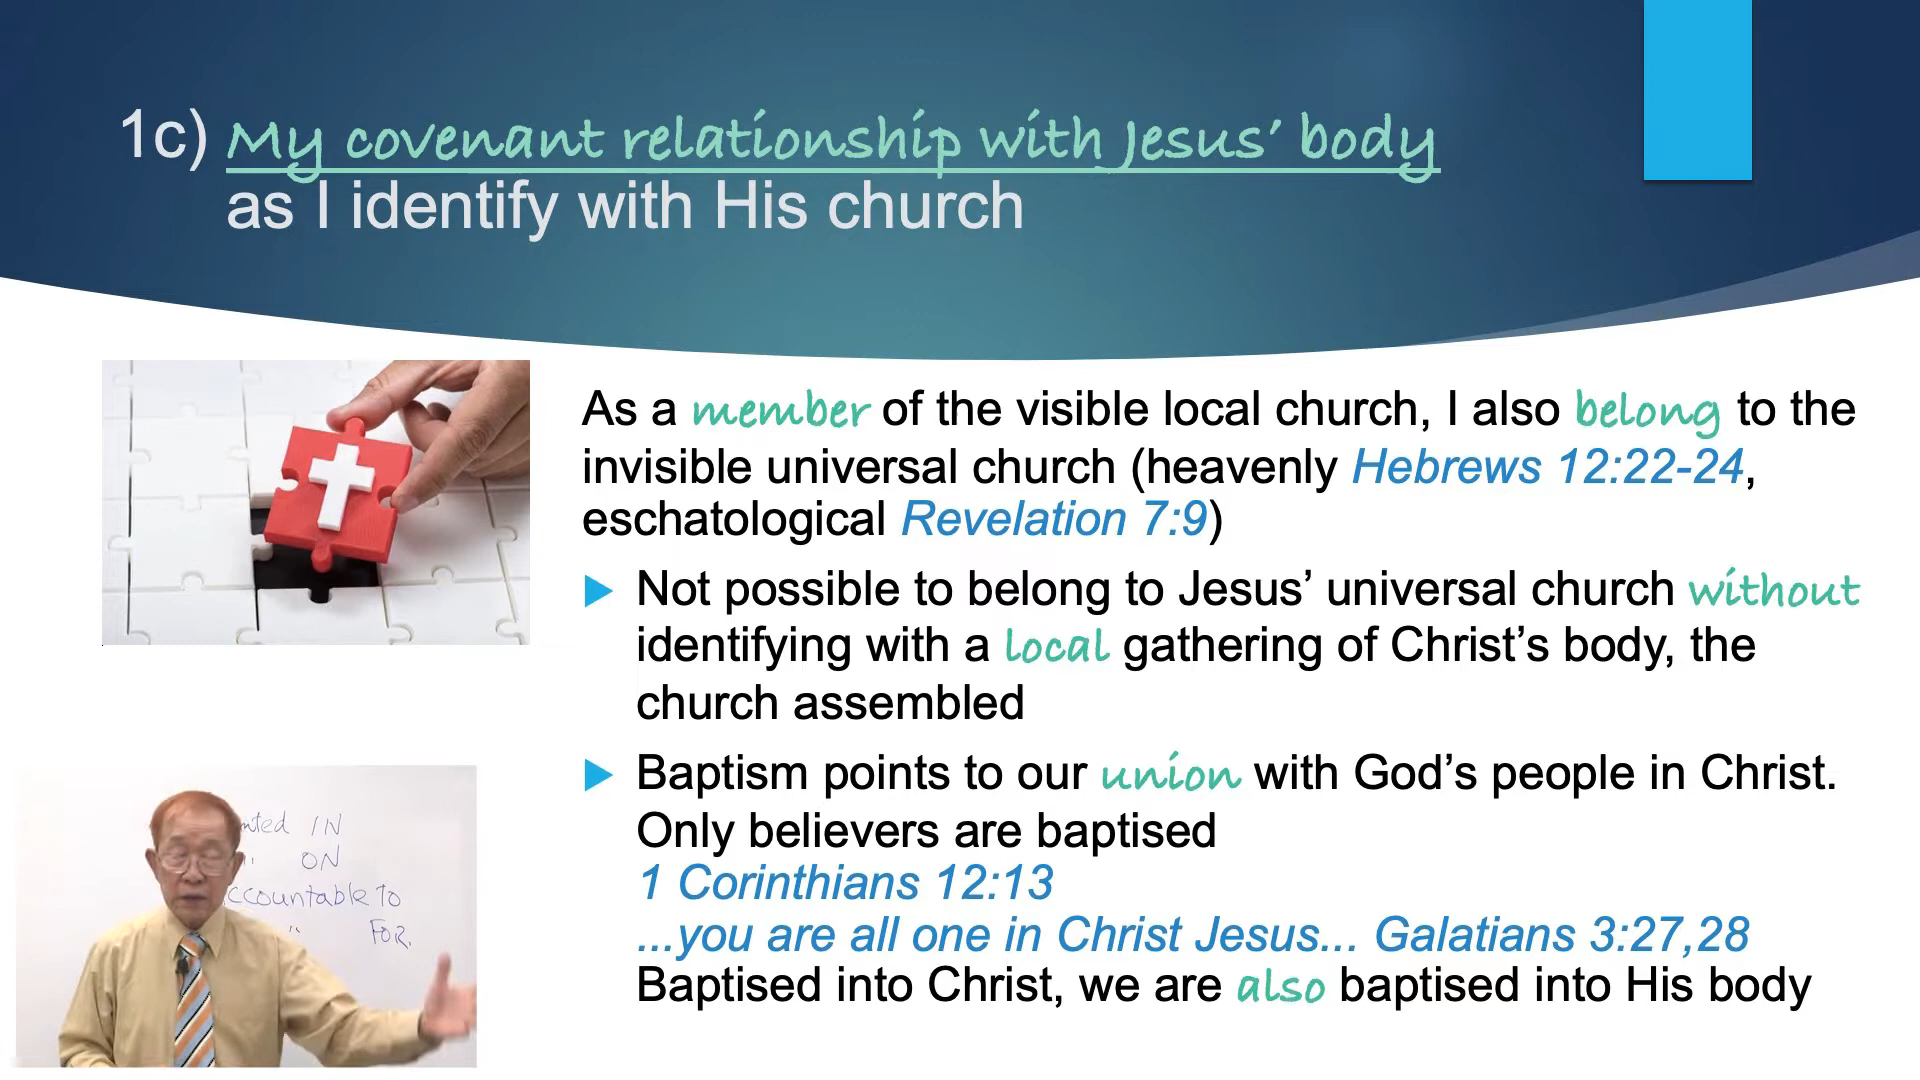 1c) My covenant relationship with Jesus’ body
as I identify with His church
As a member of the visible local church, I also belong to the
invisible universal church (heavenly Hebrews 12:22-24,
eschatological Revelation 7:9)
Not possible to belong to Jesus’ universal church without
identifying with a local gathering of Christ’s body, the
church assembled
Baptism points to our union with God’s people in Christ.
Only believers are baptised
1 Corinthians 12:13
...you are all one in Christ Jesus... Galatians 3:27,28
Baptised into Christ, we are also baptised into His body
IN
" ON
ccountable To
" FOR.